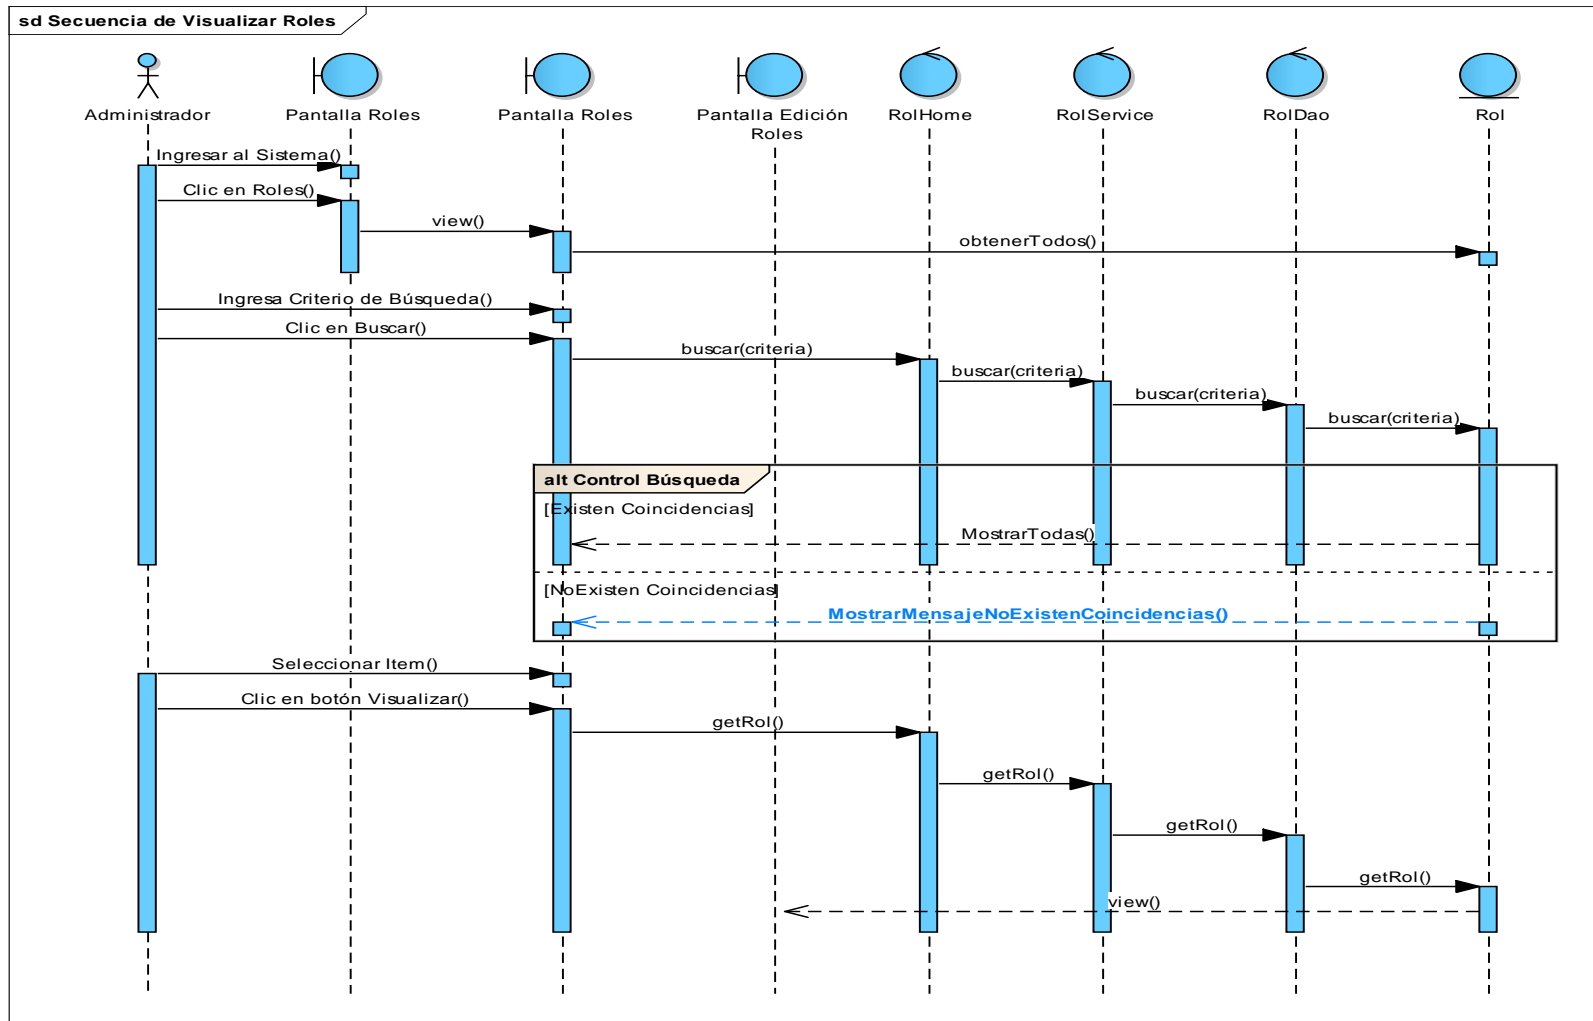 sd Secuencia de Visualizar Roles
Administrador
Pantalla Roles
Pantalla Roles
Pantalla Edición
Roles
RolHome
RolService
RolDao
Rol
Ingresar al Sistema()
Clic en Roles()
view()
obtenerTodos()
Ingresa Criterio de Búsqueda()
Clic en Buscar()
buscar(criteria)
buscar(criteria)
buscar(criteria)
buscar(criteria)
alt Control Búsqueda
[Existen Coincidencias]
MostrarTodas()
[NoExisten Coincidencias]
MostrarMensajeNoExistenCoincidencias()
Seleccionar Item()
Clic en botón Visualizar()
getRol()
getRol()
getRol()
getRol()
view()